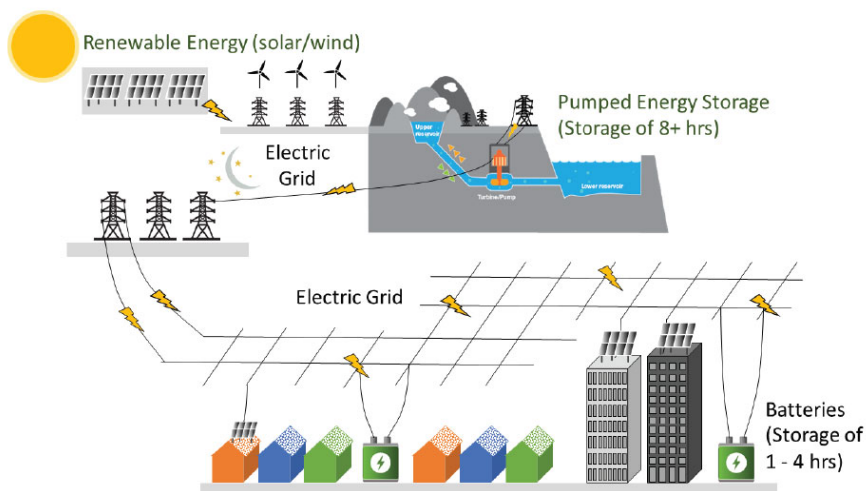 Renewable Energy (solar/wind)
Pumped Energy Storage
(Storage of 8+ hrs)
Upper
reservoir
Electric
Grid
Lower reservoir
Turbine/Pump
Electric Grid
Batteries
(Storage of
1 - 4 hrs)